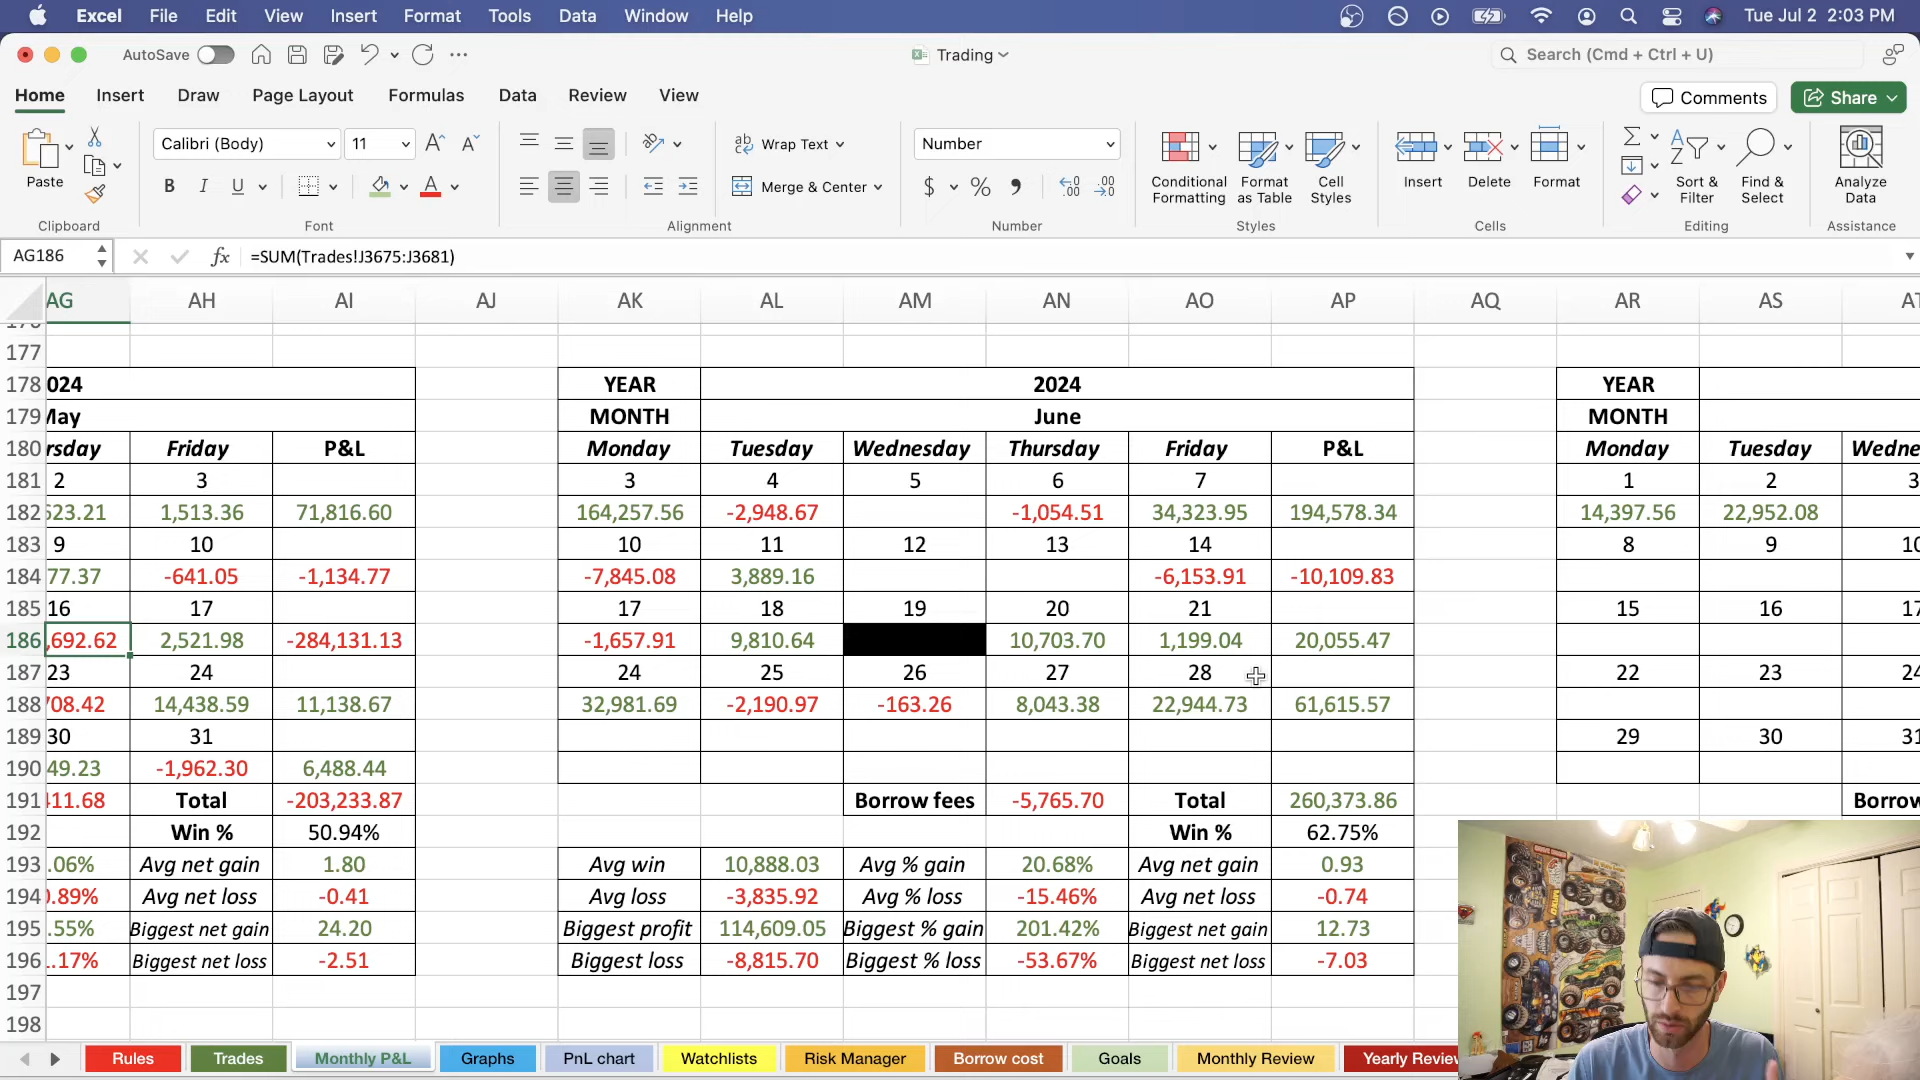 Excel File Edit View Insert Format Tools Data Window Help Tue Jul 2 2:03 PM
AutoSave Trading Search (Cmd + Ctrl + U)
Home Insert Draw Page Layout Formulas Data Review View Comments Share
Paste Calibri (Body) 11 Wrap Text Number Conditional Formatting Format as Table Cell Styles Insert Delete Format Sort & Filter Find & Select Analyze Data
B I U Merge & Center $ %
Clipboard Font Alignment Number Styles Cells Editing Assistance
AG186 fx =SUM(Trades!J3675:J3681)
AG AH AI AJ AK AL AM AN AO AP AQ AR AS AT
177
178 024 YEAR 2024 YEAR
179 May MONTH June MONTH
180 rsday Friday P&L Monday Tuesday Wednesday Thursday Friday P&L Monday Tuesday Wedne
181 2 3 3 4 5 6 7 1 2 3
182 523.21 1,513.36 71,816.60 164,257.56 -2,948.67 -1,054.51 34,323.95 194,578.34 14,397.56 22,952.08
183 9 10 10 11 12 13 14 8 9 10
184 77.37 -641.05 -1,134.77 -7,845.08 3,889.16 -6,153.91 -10,109.83
185 16 17 17 18 19 20 21 15 16 17
186 ,692.62 2,521.98 -284,131.13 -1,657.91 9,810.64 10,703.70 1,199.04 20,055.47
187 23 24 24 25 26 27 28 22 23 24
188 708.42 14,438.59 11,138.67 32,981.69 -2,190.97 -163.26 8,043.38 22,944.73 61,615.57
189 30 31 29 30 31
190 49.23 -1,962.30 6,488.44
191 411.68 Total -203,233.87 Borrow fees -5,765.70 Total 260,373.86 Borrow
192 Win % 50.94% Win % 62.75%
193 .06% Avg net gain 1.80 Avg win 10,888.03 Avg % gain 20.68% Avg net gain 0.93
194 .89% Avg net loss -0.41 Avg loss -3,835.92 Avg % loss -15.46% Avg net loss -0.74
195 .55% Biggest net gain 24.20 Biggest profit 114,609.05 Biggest % gain 201.42% Biggest net gain 12.73
196 .17% Biggest net loss -2.51 Biggest loss -8,815.70 Biggest % loss -53.67% Biggest net loss -7.03
197
198
Rules Trades Monthly P&L Graphs PnL chart Watchlists Risk Manager Borrow cost Goals Monthly Review Yearly Review